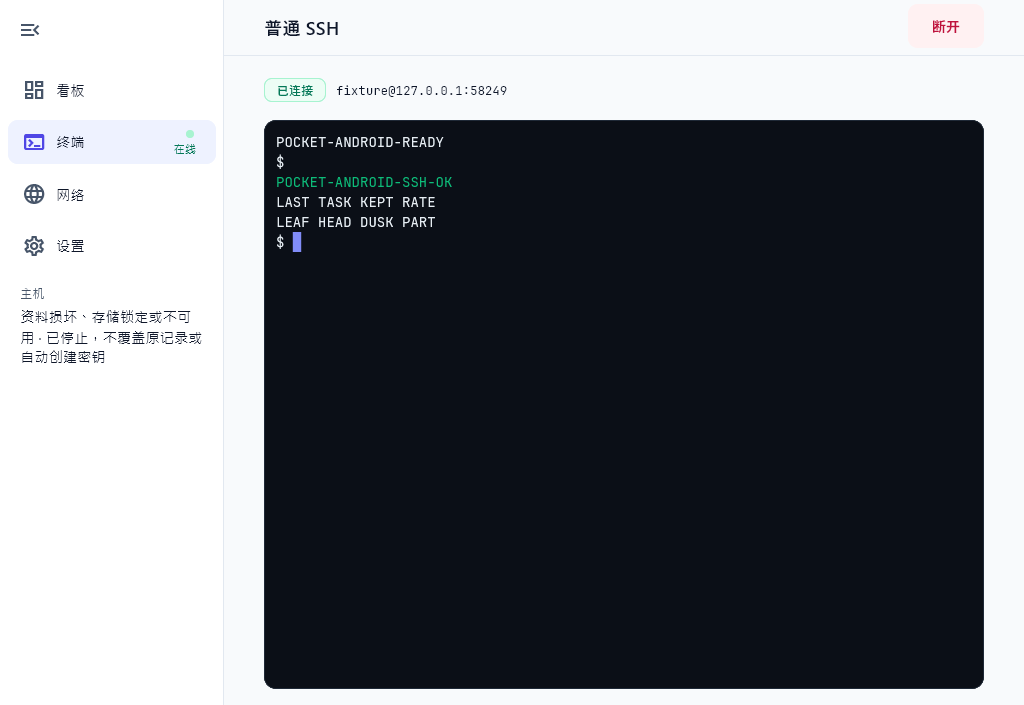 普通 SSH
断开
看板
终端
在线
网络
设置
主机
资料损坏、存储锁定或不可
用 · 已停止，不覆盖原记录或
自动创建密钥
已连接
fixture@127.0.0.1:58249
POCKET-ANDROID-READY
$
POCKET-ANDROID-SSH-OK
LAST TASK KEPT RATE
LEAF HEAD DUSK PART
$